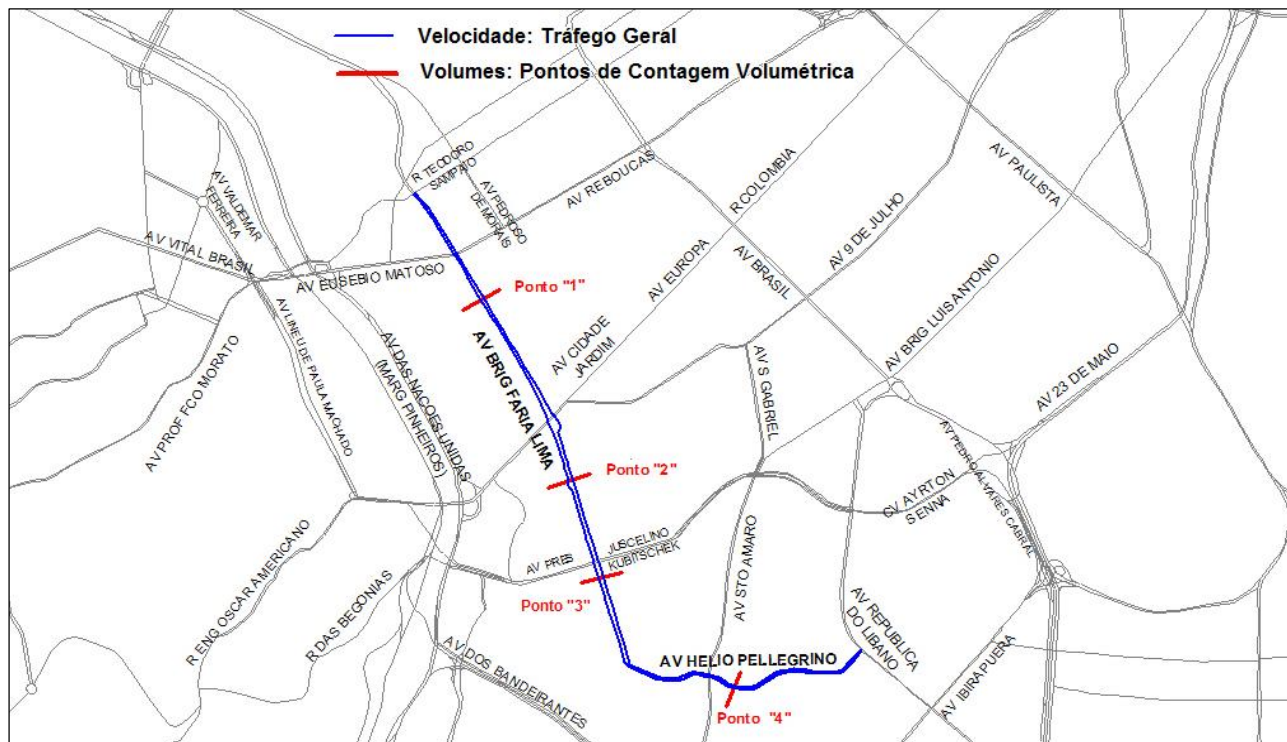 Velocidade: Tráfego Geral
Volumes: Pontos de Contagem Volumétrica
R TEODORO
SAMPAIO
AV PEDROSO
DE MORAIS
AV REBOUCAS
R COLOMBIA
AV PAULISTA
AV VALDEMAR
FERREIRA
AV VITAL BRASIL
AV EUSEBIO MATOSO
Ponto "1"
AV EUROPA
AV BRASIL
AV 9 DE JULHO
AV BRIG LUIS ANTONIO
AV LINEU DE PAULA MACHADO
AV DAS NACOES UNIDAS
(MARG PINHEIROS)
AV BRIG FARIA LIMA
AV CIDADE
JARDIM
AV S GABRIEL
AV 23 DE MAIO
AV PROF FCO MORATO
Ponto "2"
AV PEDRO ALVARES CABRAL
CV AYRTON
SENNA
R ENG OSCAR AMERICANO
R DAS BEGONIAS
AV PRES
JUSCELINO
KUBITSCHEK
Ponto "3"
AV STO AMARO
AV REPUBLICA
DO LIBANO
AV DOS BANDEIRANTES
AV HELIO PELLEGRINO
AV IBIRAPUERA
Ponto "4"